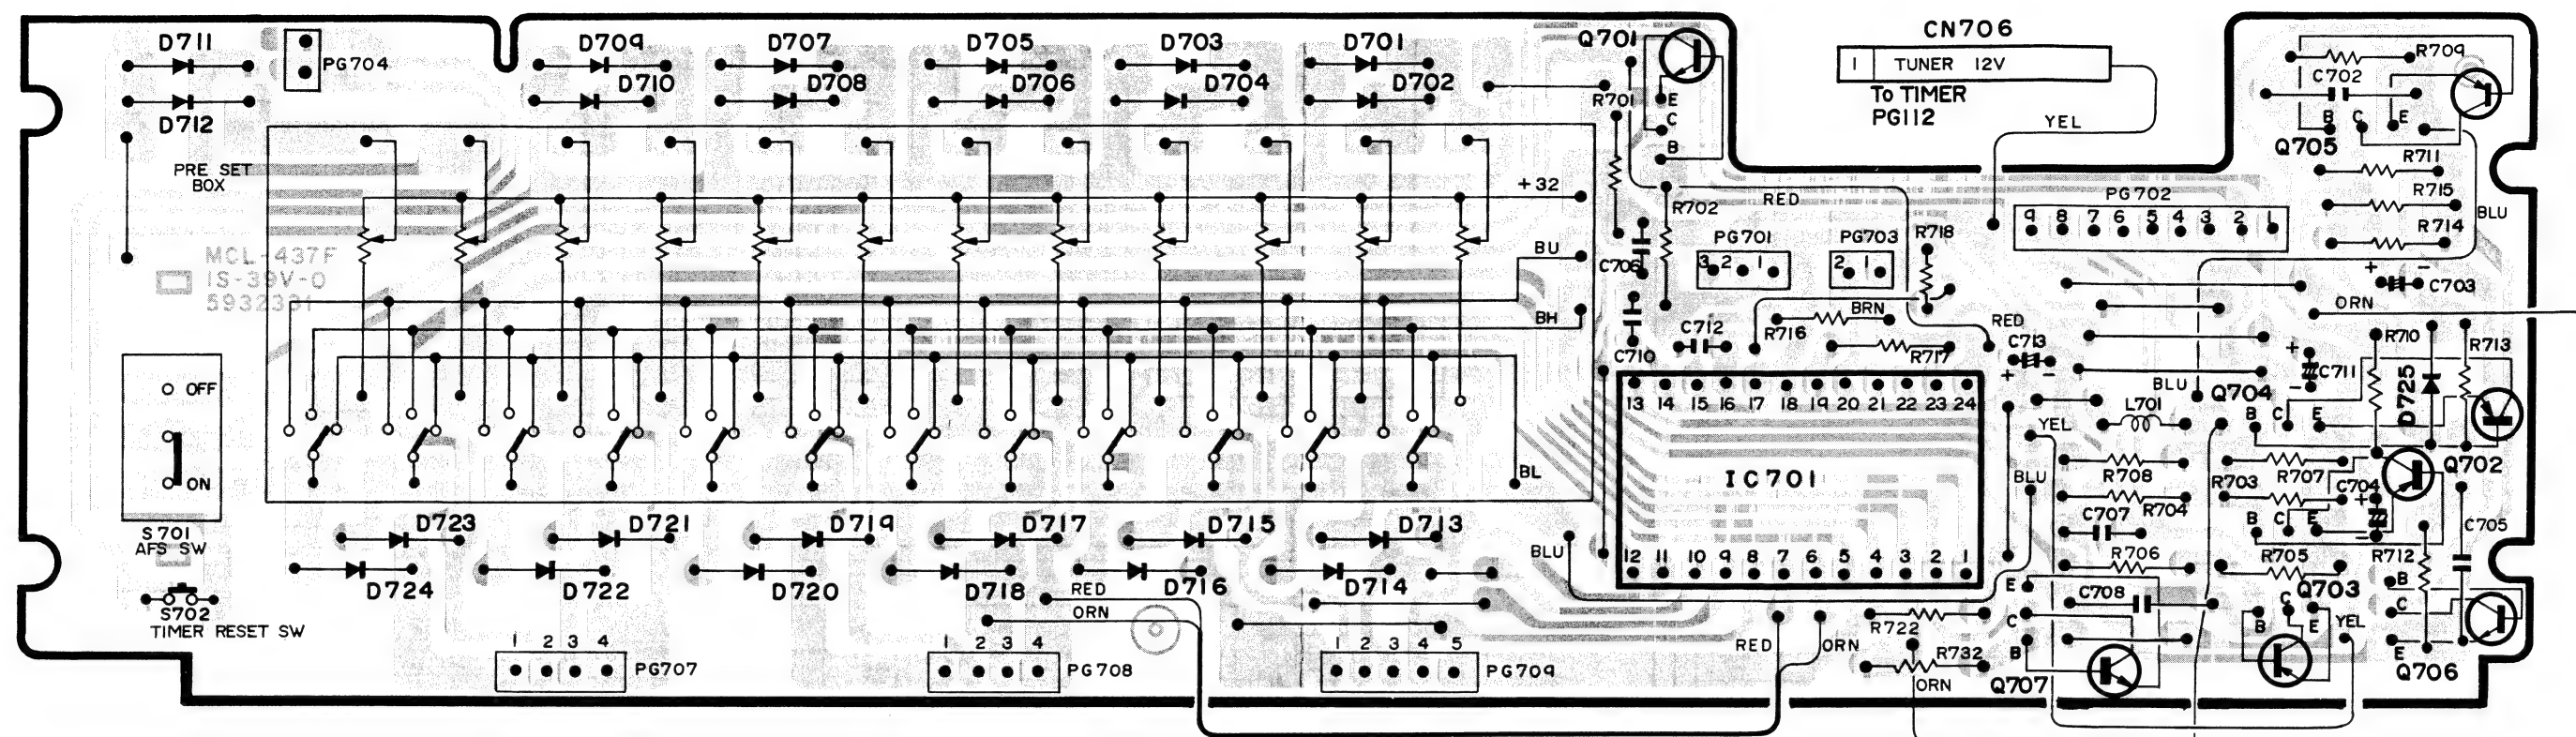 D711
PG704
D709
D707
D705
D703
D701
Q701
CN706
R709
D710
D708
D706
D704
D702
1 TUNER 12V
C702
D712
R701
E
C
B
To TIMER
PG112
YEL
B C E
Q705
PRE SET
BOX
+32
R702
RED
PG702
R711
R715
BLU
9 8 7 6 5 4 3 2 1
R714
BU
PG701
PG703
R718
3 2 1
2 1
C706
MCL-437F
IS-39V-0
5932331
+ -
C703
ORN
BH
BRN
R716
C712
C710
R717
RED
C713
+ -
R710
R713
+
C711
-
D725
BLU
Q704
OFF
ON
S701
AFS SW
13 14 15 16 17 18 19 20 21 22 23 24
L701
YEL
B C E
Q702
IC701
BL
BLU
R708
R707
R703
C704
+
-
R704
C707
B C E
C705
D723
D721
D719
D717
D715
D713
BLU
12 11 10 9 8 7 6 5 4 3 2 1
R706
R705
R712
D724
D722
D720
D718
D716
D714
S702
TIMER RESET SW
RED
ORN
E
C
B
C708
Q703
B C E
YEL
B
C
E
1 2 3 4
PG707
1 2 3 4
PG708
1 2 3 4 5
PG709
RED
ORN
R722
R732
ORN
Q707
Q706